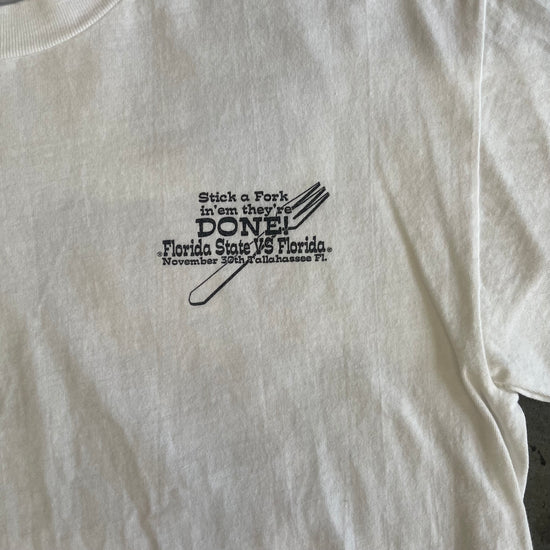 Stick a Fork
in'em they're
DONE!
®Florida State VS Florida®
November 30th Tallahassee Fl.